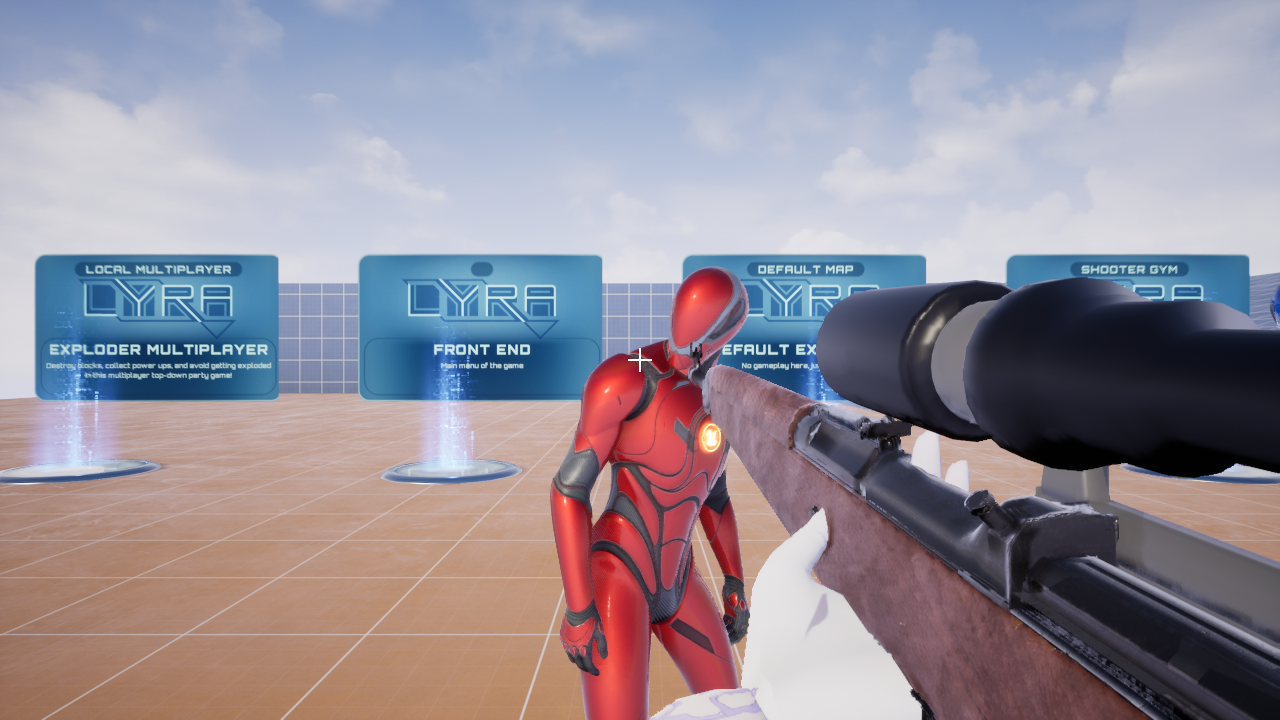 LOCAL MULTIPLAYER
LYRA
EXPLODER MULTIPLAYER
Destroy blocks, collect power ups, and avoid getting exploded
in this multiplayer top-down party game!
LYRA
FRONT END
Main menu of the game
DEFAULT MAP
LYRA
EFAULT EX
No gameplay here, ju
SHOOTER GYM
RA